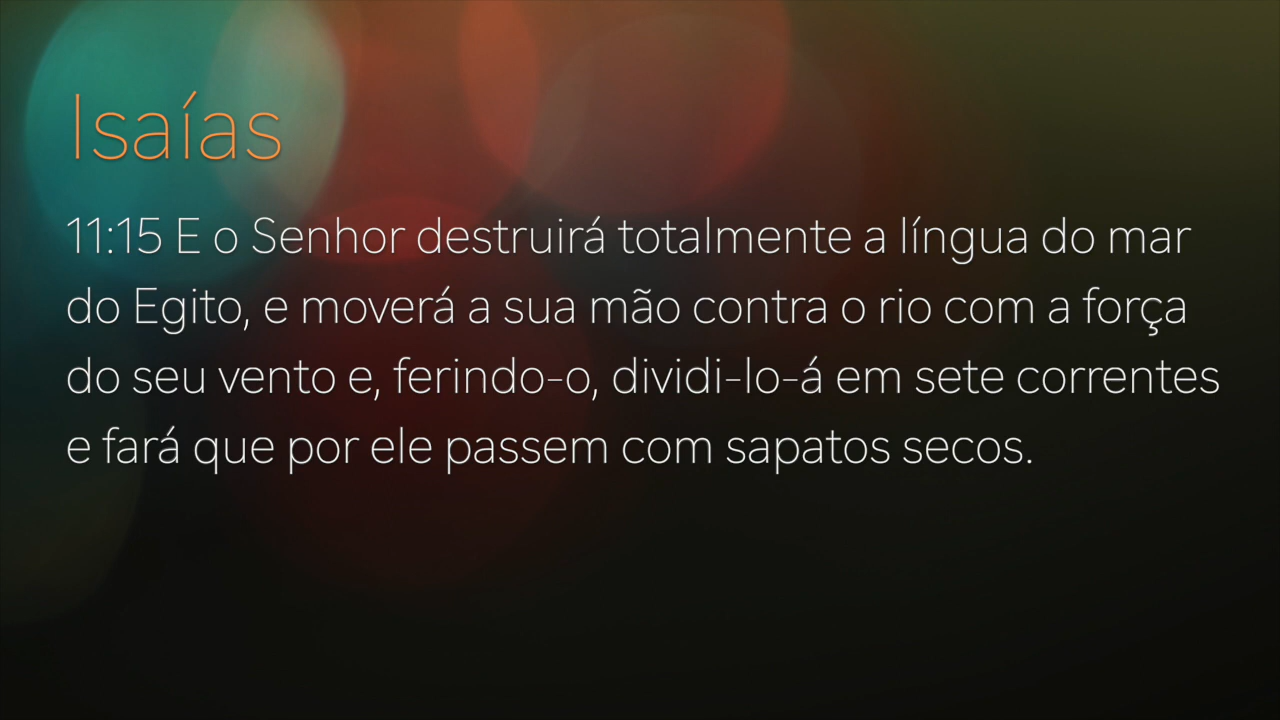 Isaías
11:15 E o Senhor destruirá totalmente a língua do mar
do Egito, e moverá a sua mão contra o rio com a força
do seu vento e, ferindo-o, dividi-lo-á em sete correntes
e fará que por ele passem com sapatos secos.